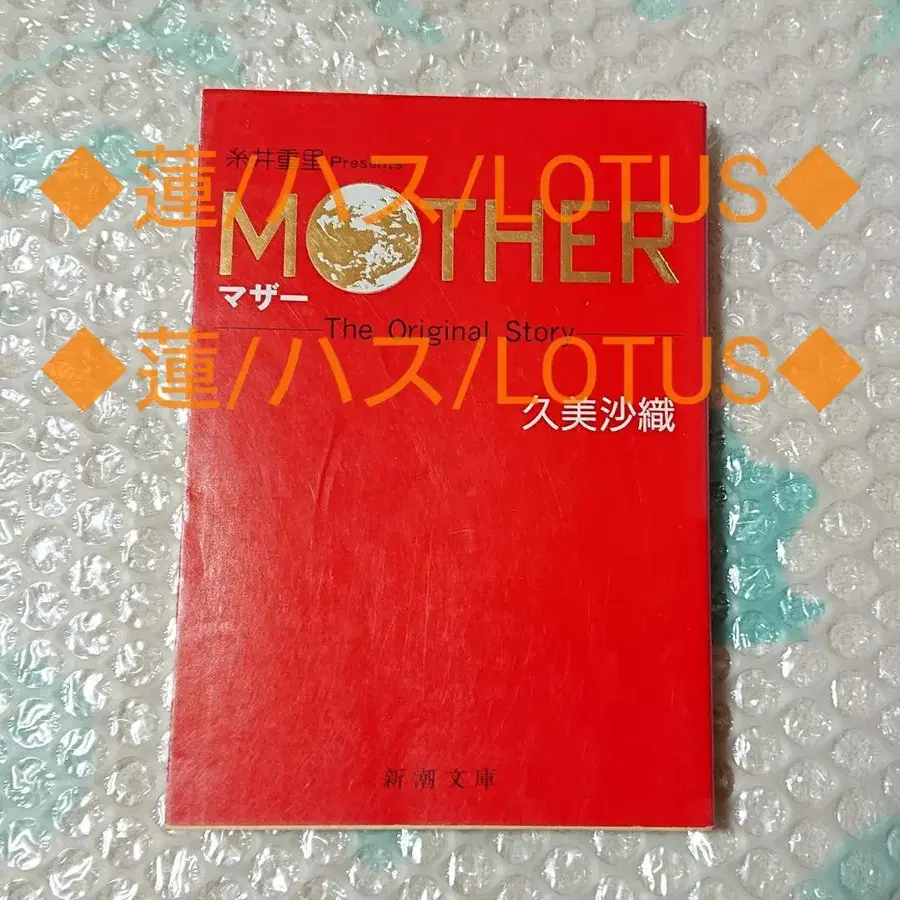 糸井重里 Presents
◆蓮/ハス/LOTUS◆
MOTHER
マザー
The Original Story
◆蓮/ハス/LOTUS◆
久美沙織
新潮文庫